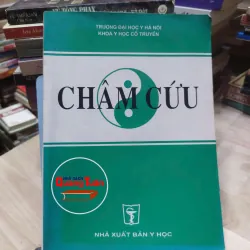 TRƯỜNG ĐẠI HỌC Y HÀ NỘI
KHOA Y HỌC CỔ TRUYỀN
CHÂM CỨU
NHÀ XUẤT BẢN Y HỌC